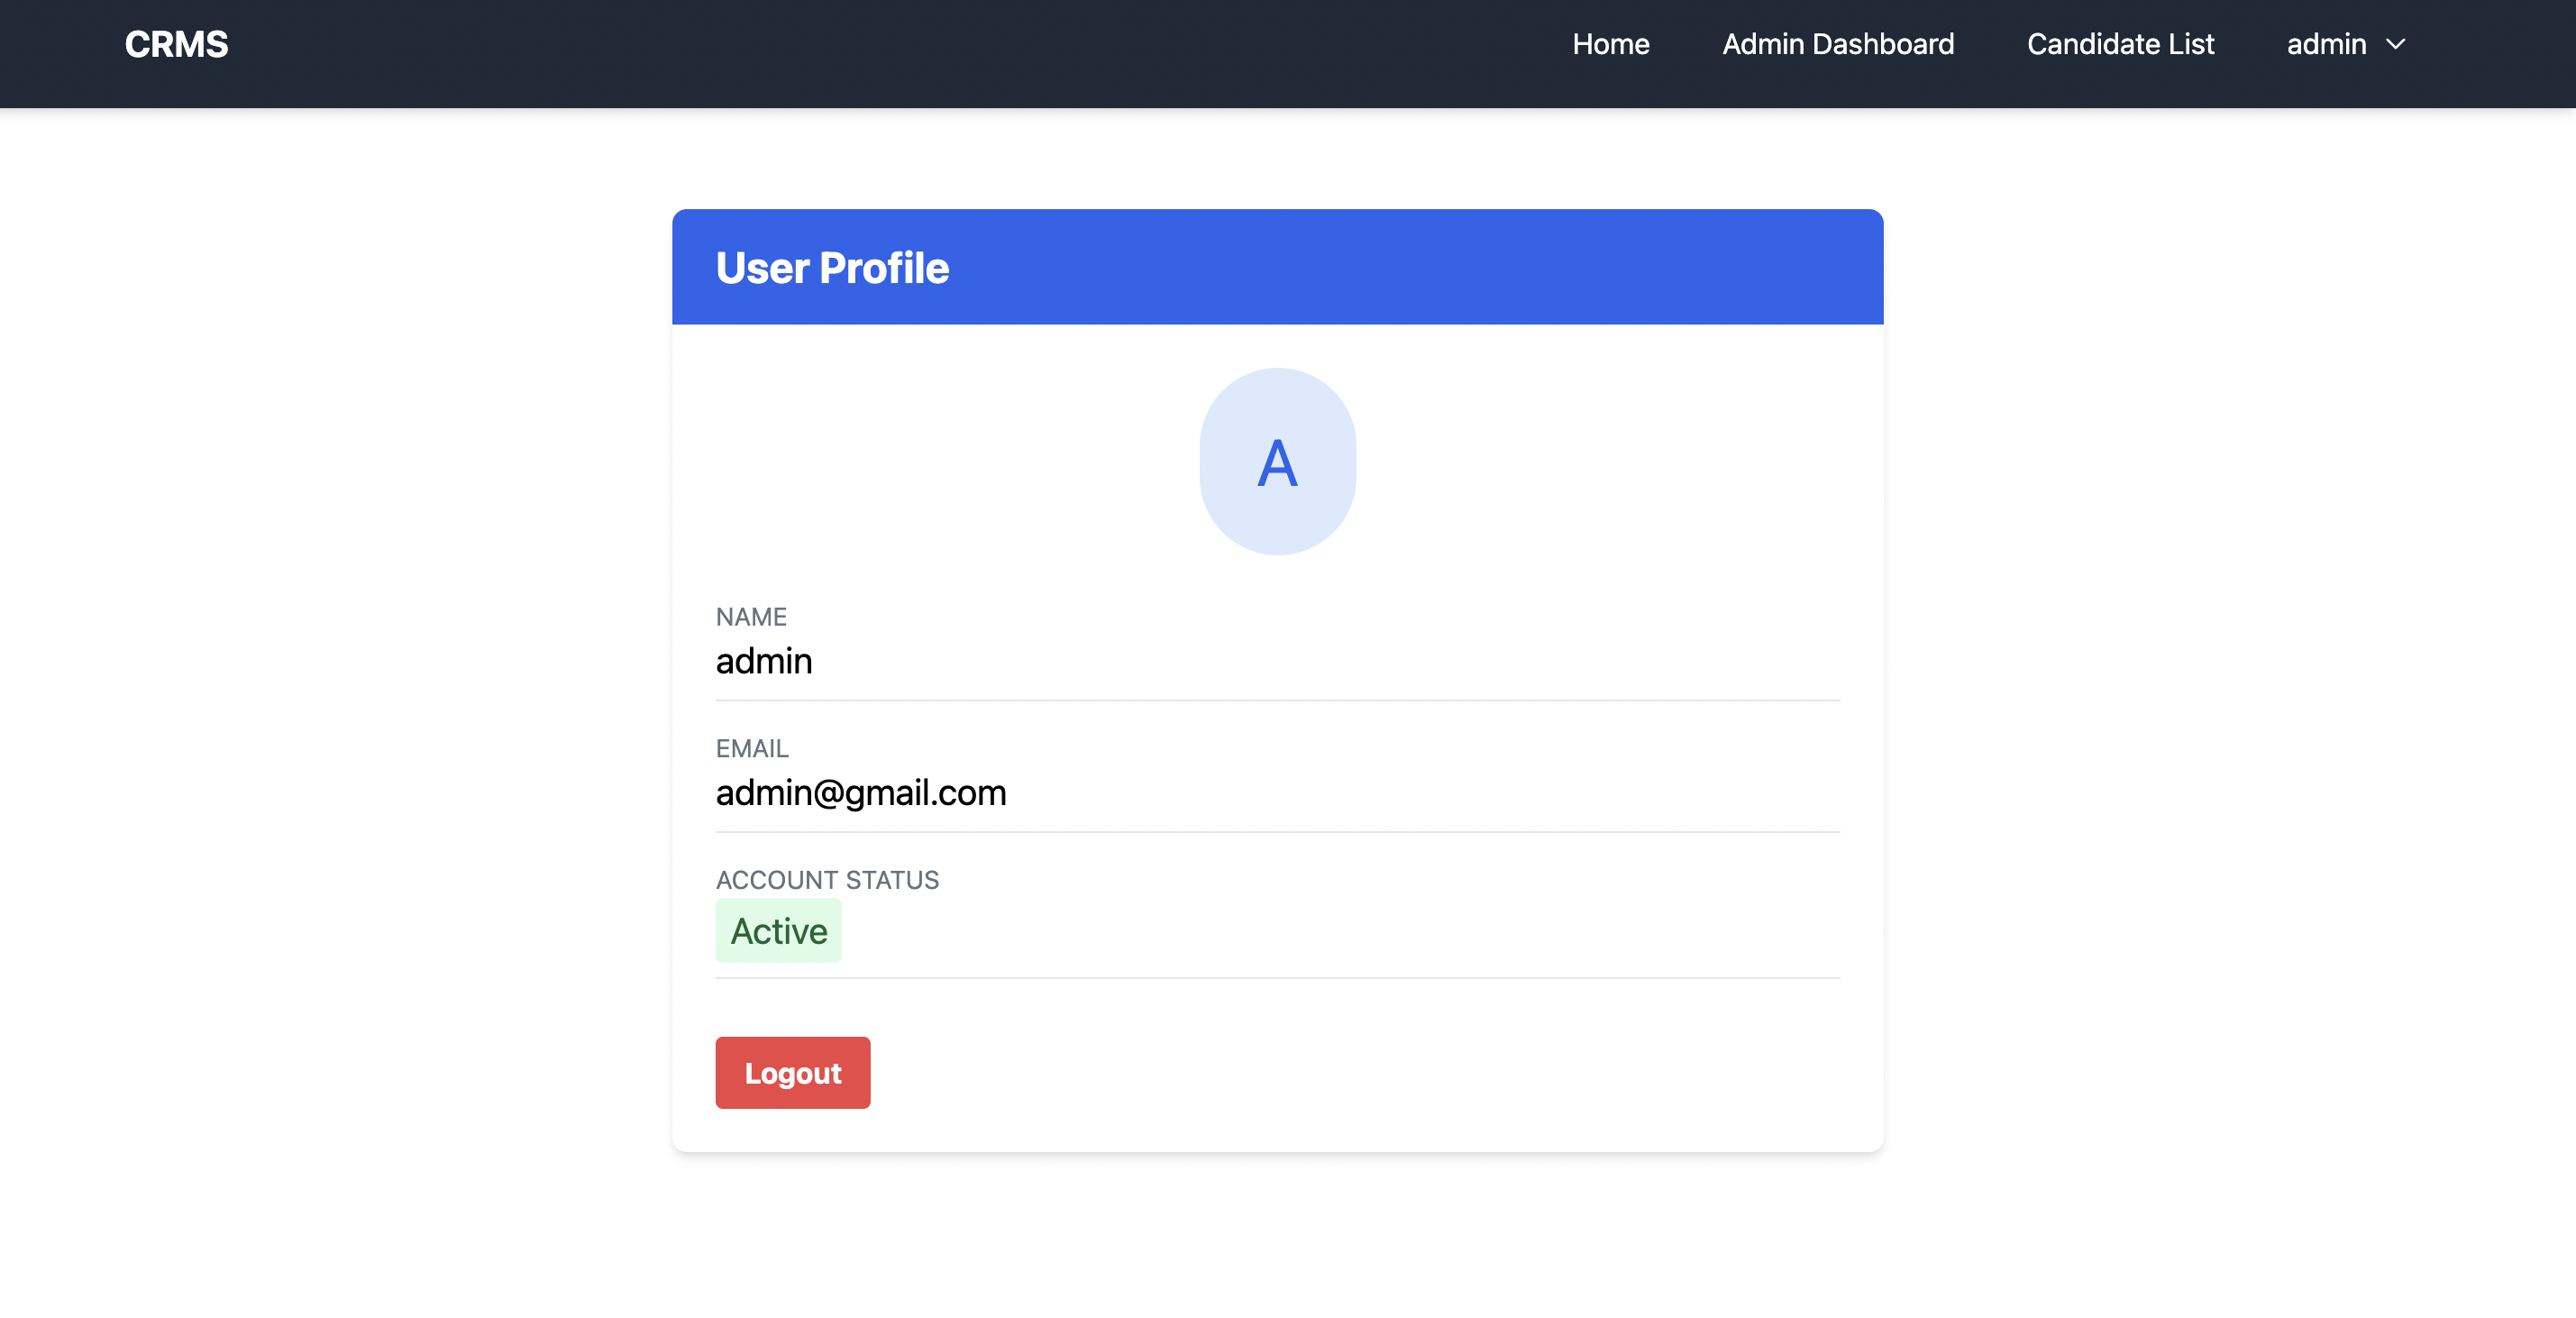 CRMS Home Admin Dashboard Candidate List admin
User Profile
A
NAME
admin
EMAIL
admin@gmail.com
ACCOUNT STATUS
Active
Logout